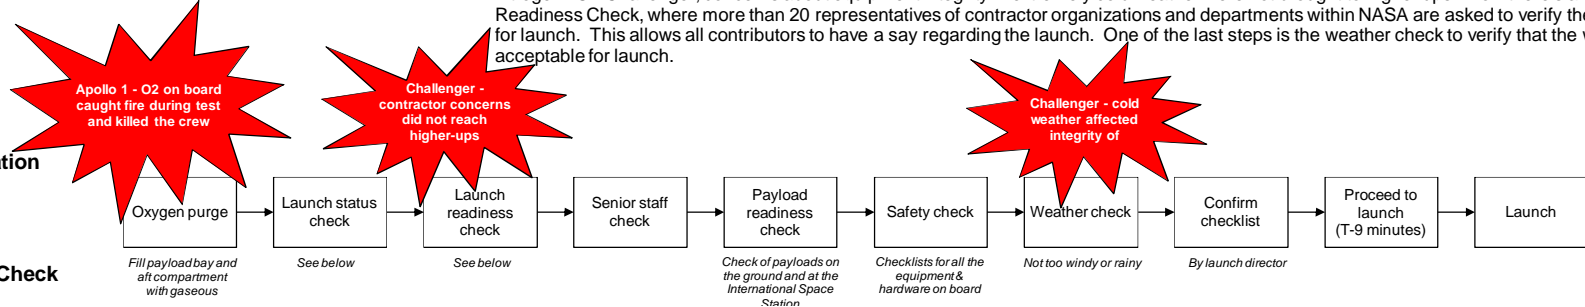 Readiness Check, where more than 20 representatives of contractor organizations and departments within NASA are asked to verify the
for launch. This allows all contributors to have a say regarding the launch. One of the last steps is the weather check to verify that the
acceptable for launch.
Apollo 1 - O2 on board
caught fire during test
and killed the crew
Challenger -
contractor concerns
did not reach
higher-ups
Challenger - cold
weather affected
integrity of
Oxygen purge
Launch status
check
Launch
readiness
check
Senior staff
check
Payload
readiness
check
Safety check
Weather check
Confirm
checklist
Proceed to
launch
(T-9 minutes)
Launch
Check
Fill payload bay and
aft compartment
with gaseous
See below
See below
Check of payloads on
the ground and at the
International Space
Station
Checklists for all the
equipment &
hardware on board
Not too windy or rainy
By launch director